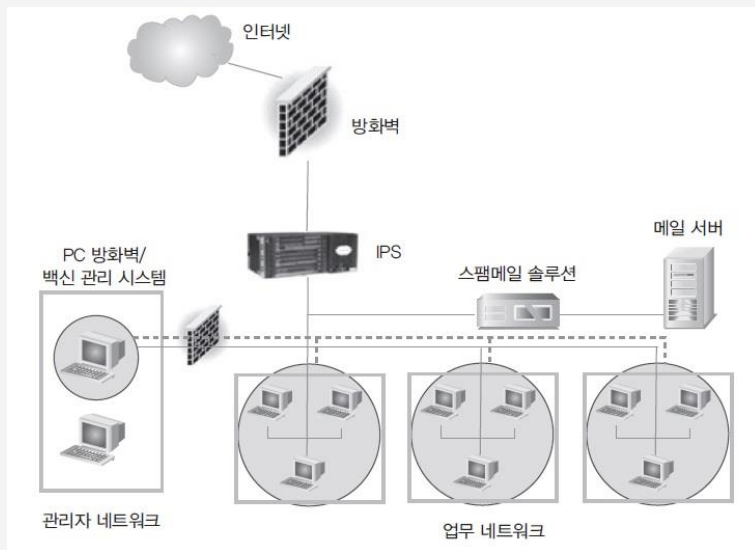 인터넷
방화벽
IPS
메일 서버
PC 방화벽/
백신 관리 시스템
스팸메일 솔루션
관리자 네트워크
업무 네트워크